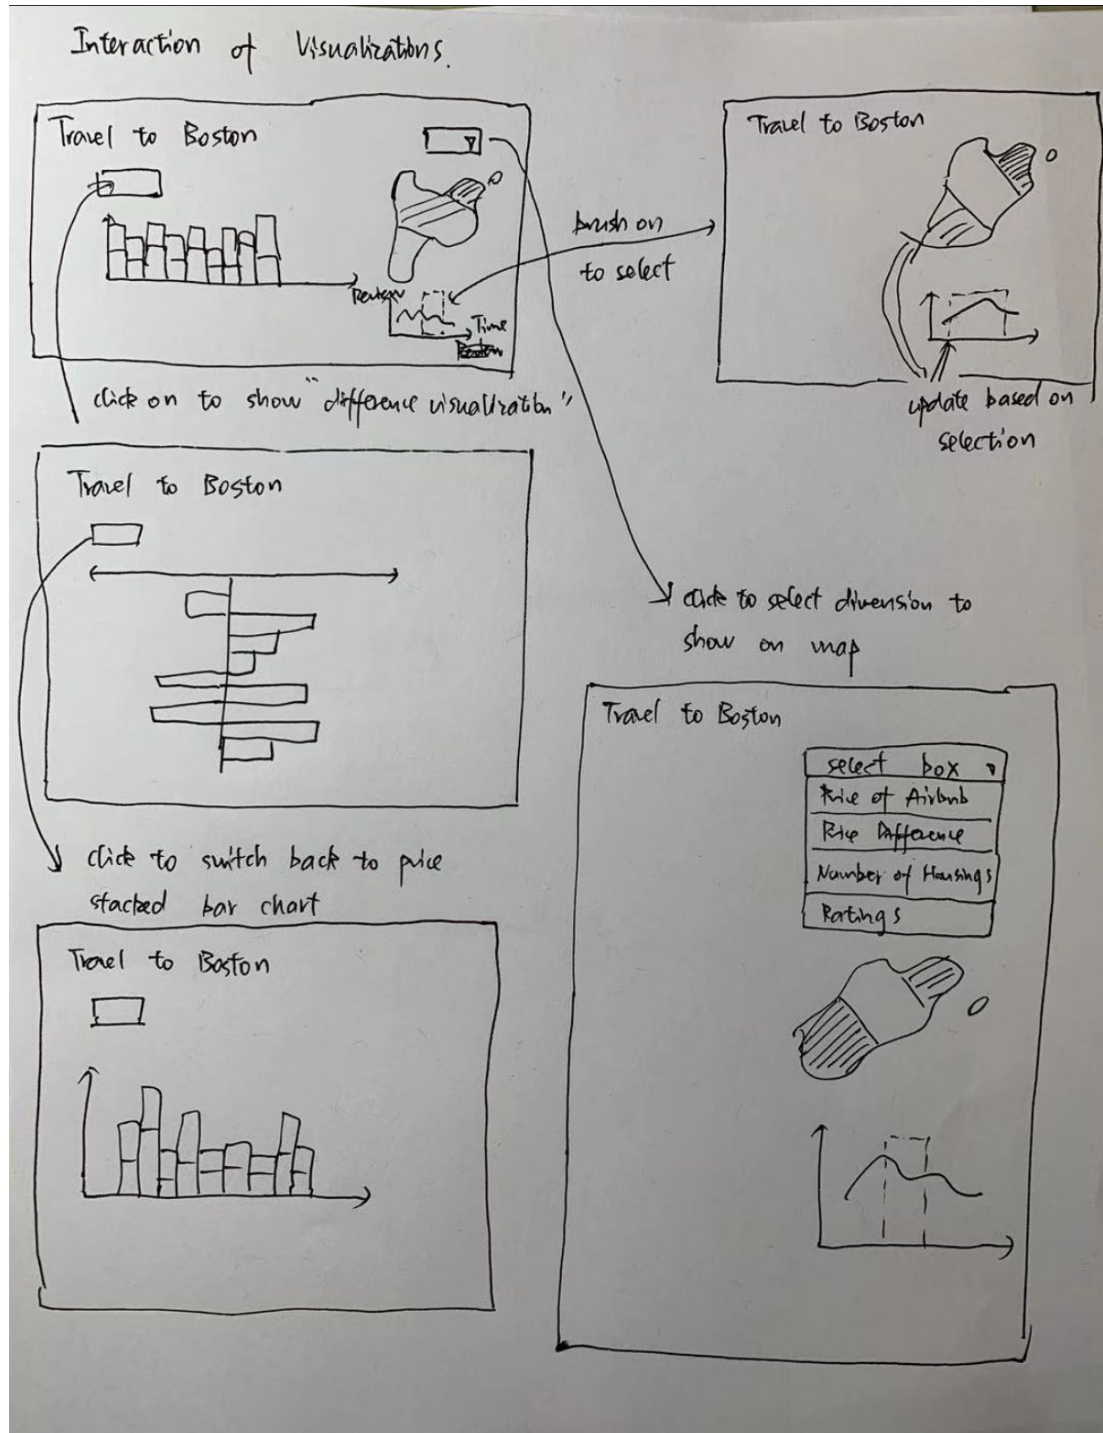 Interaction of Visualizations.
Travel to Boston
Travel to Boston
brush on
to select
Review
Time
click on to show "difference visualization"
update based on
selection
Travel to Boston
click to select dimension to
show on map
Travel to Boston
select box
Price of Airbnb
Price Difference
Number of Housings
Ratings
click to switch back to price
stacked bar chart
Travel to Boston